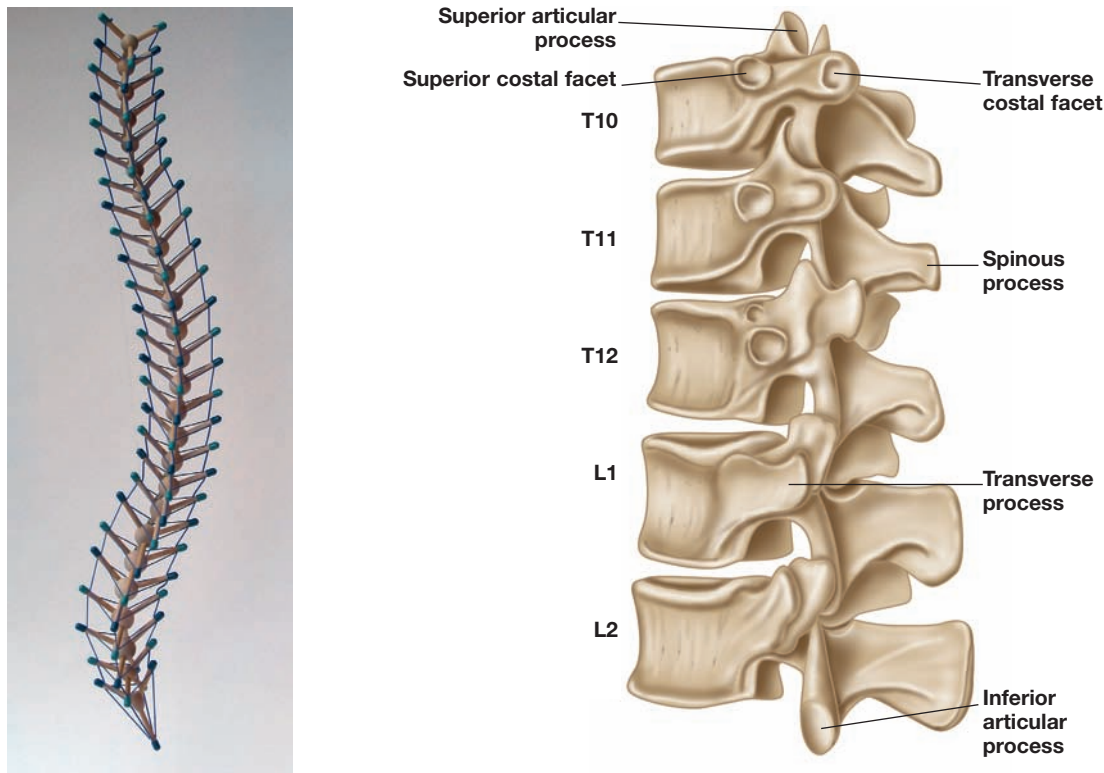 Superior articular
process
Superior costal facet
Transverse
costal facet
T10
T11
Spinous
process
T12
L1
Transverse
process
L2
Inferior
articular
process